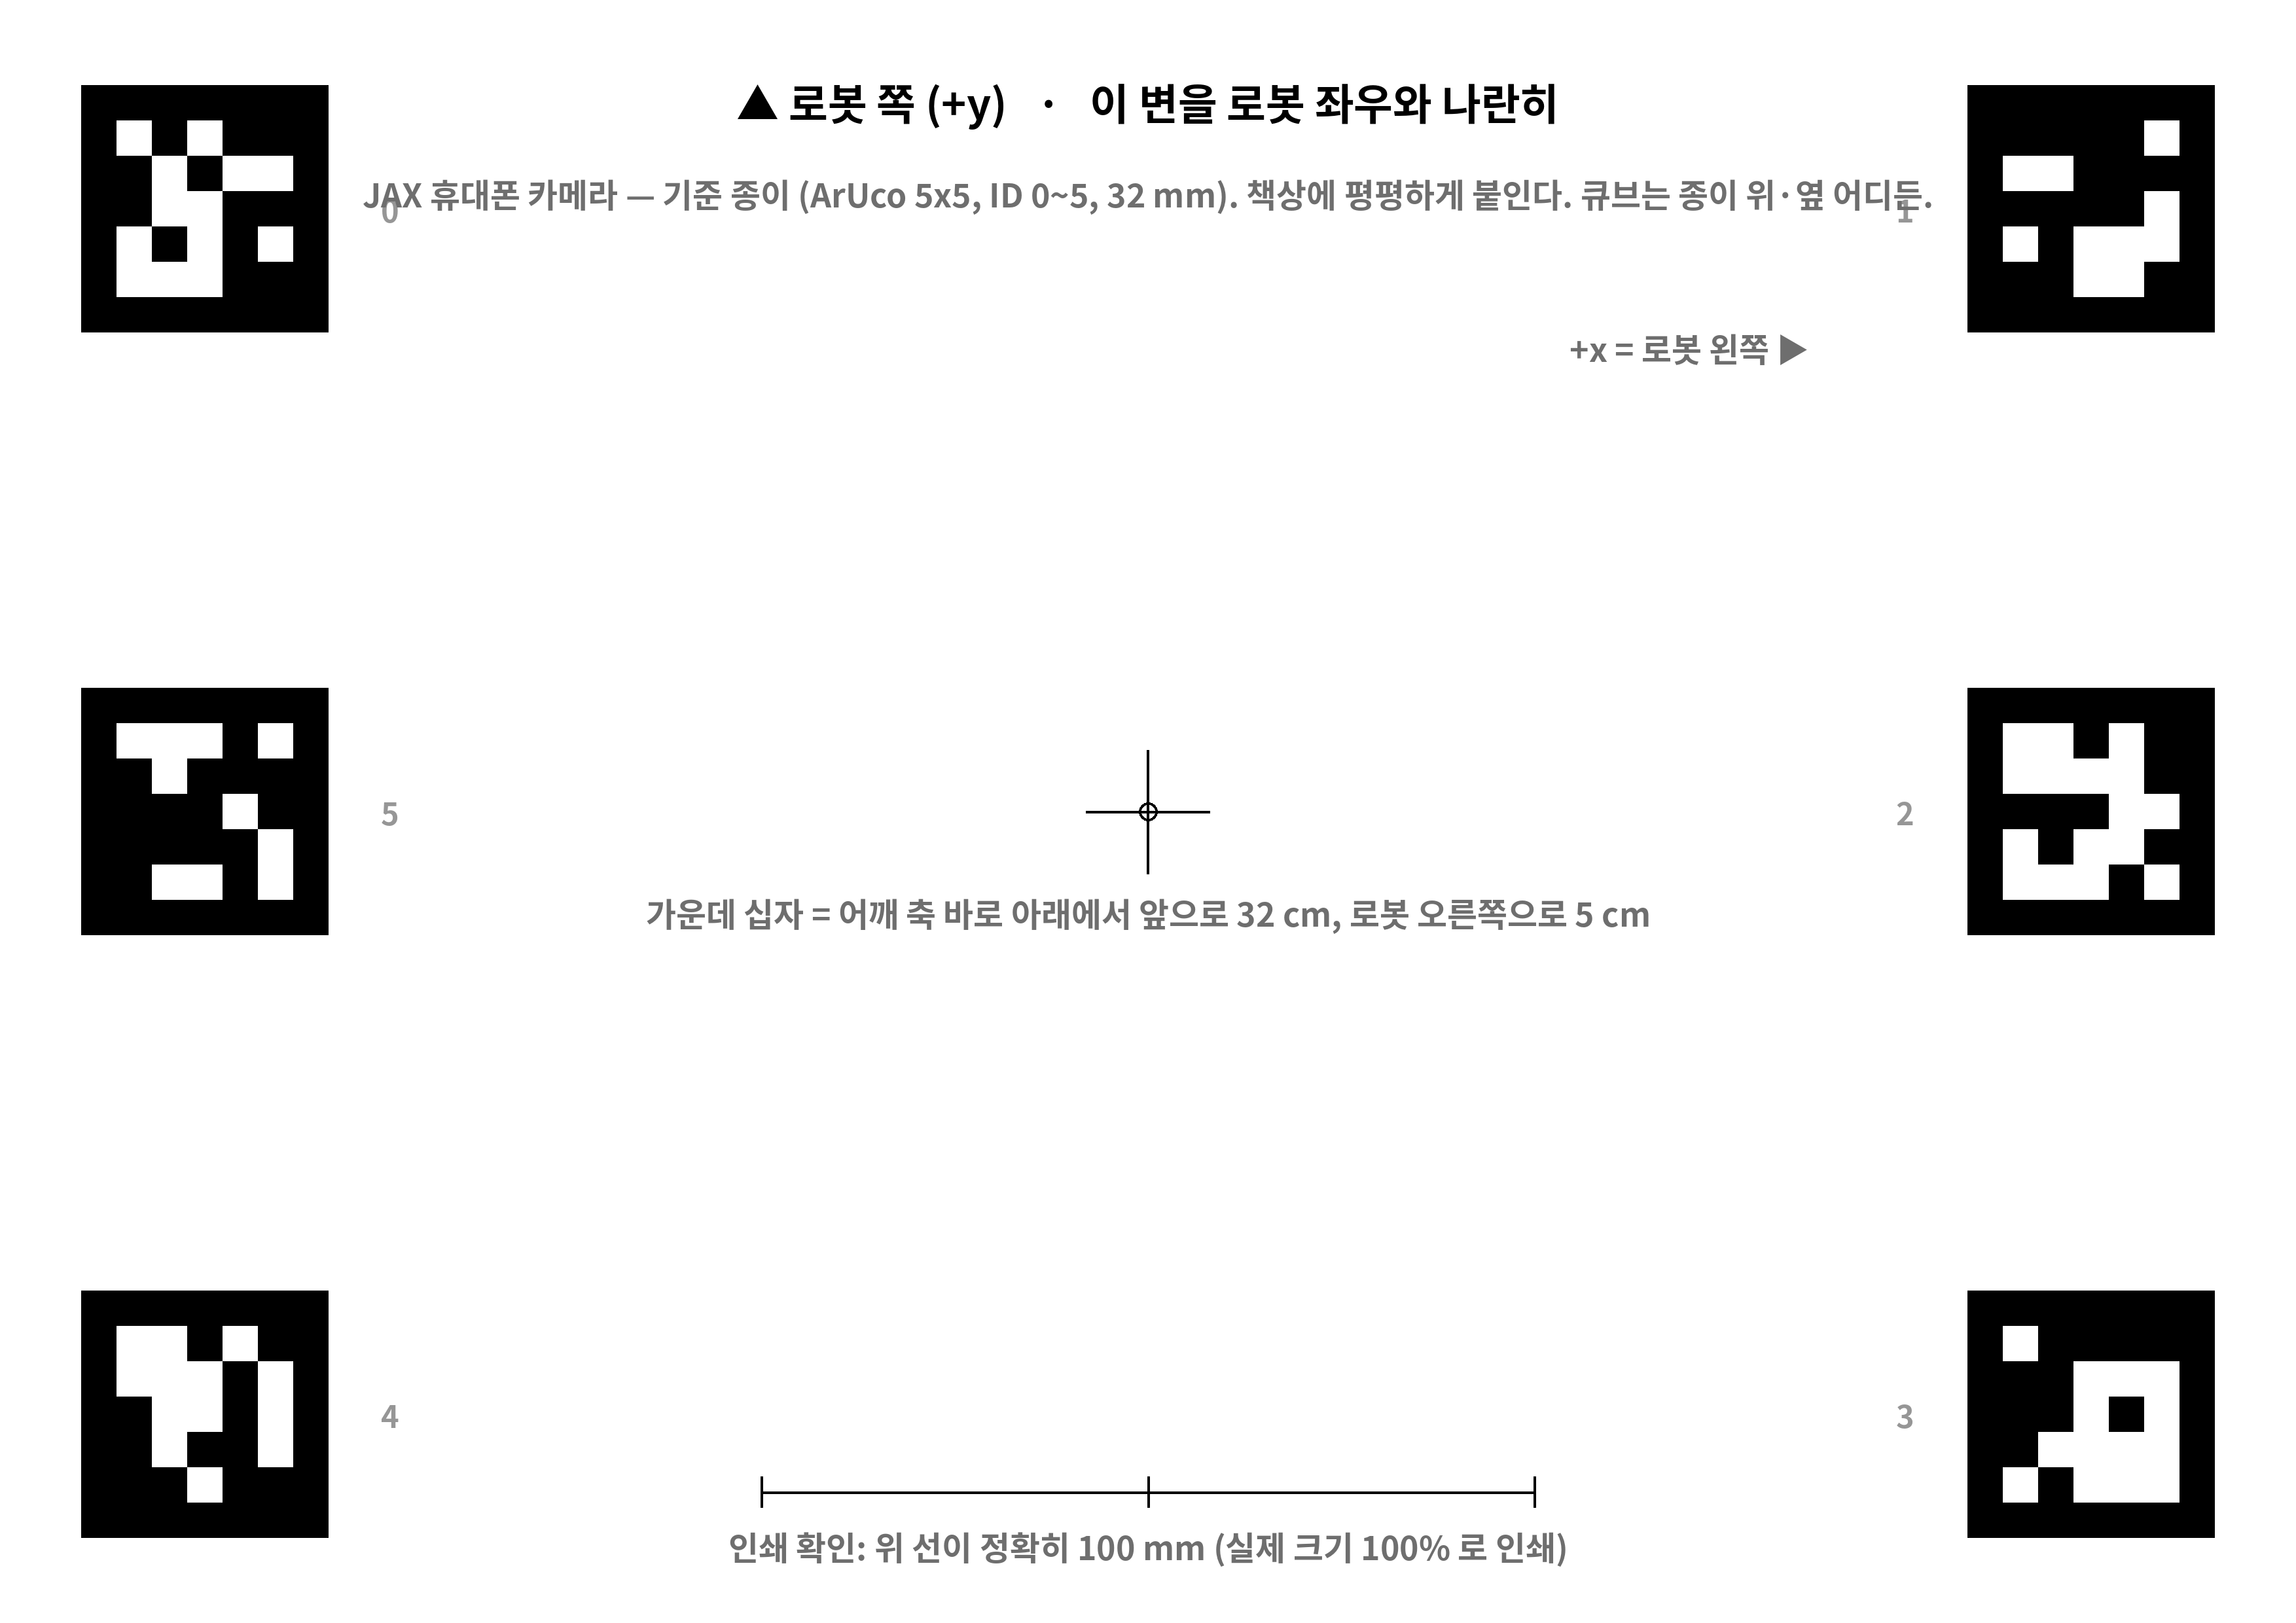 ▲ 로봇 쪽 (+y) · 이 변을 로봇 좌우와 나란히
JAX 휴대폰 카메라 — 기준 종이 (ArUco 5x5, ID 0~5, 32 mm). 책상에 평평하게 붙인다. 큐브는 종이 위·옆 어디든.
0
1
+x = 로봇 왼쪽 ▶
5
2
가운데 십자 = 어깨 축 바로 아래에서 앞으로 32 cm, 로봇 오른쪽으로 5 cm
4
3
인쇄 확인: 위 선이 정확히 100 mm (실제 크기 100% 로 인쇄)